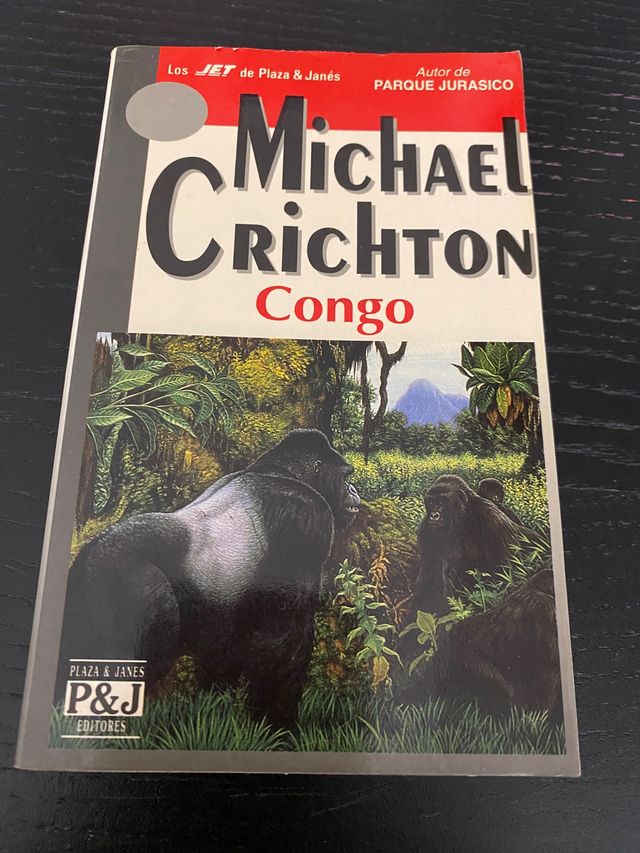 Los JET de Plaza & Janés
Autor de
PARQUE JURASICO
MICHAEL
CRICHTON
Congo
PLAZA & JANES
P&J
EDITORES